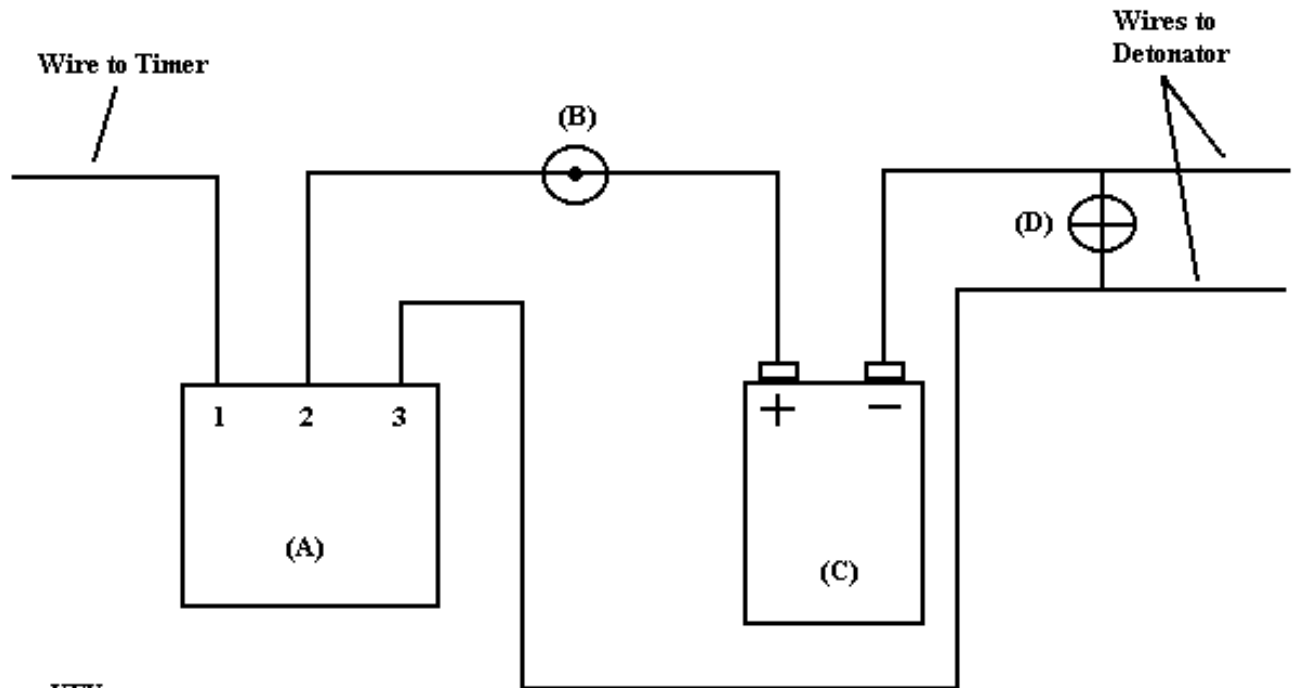 Wires to
Detonator
Wire to Timer
(B)
(D)
1 2 3
+ −
(A)
(C)